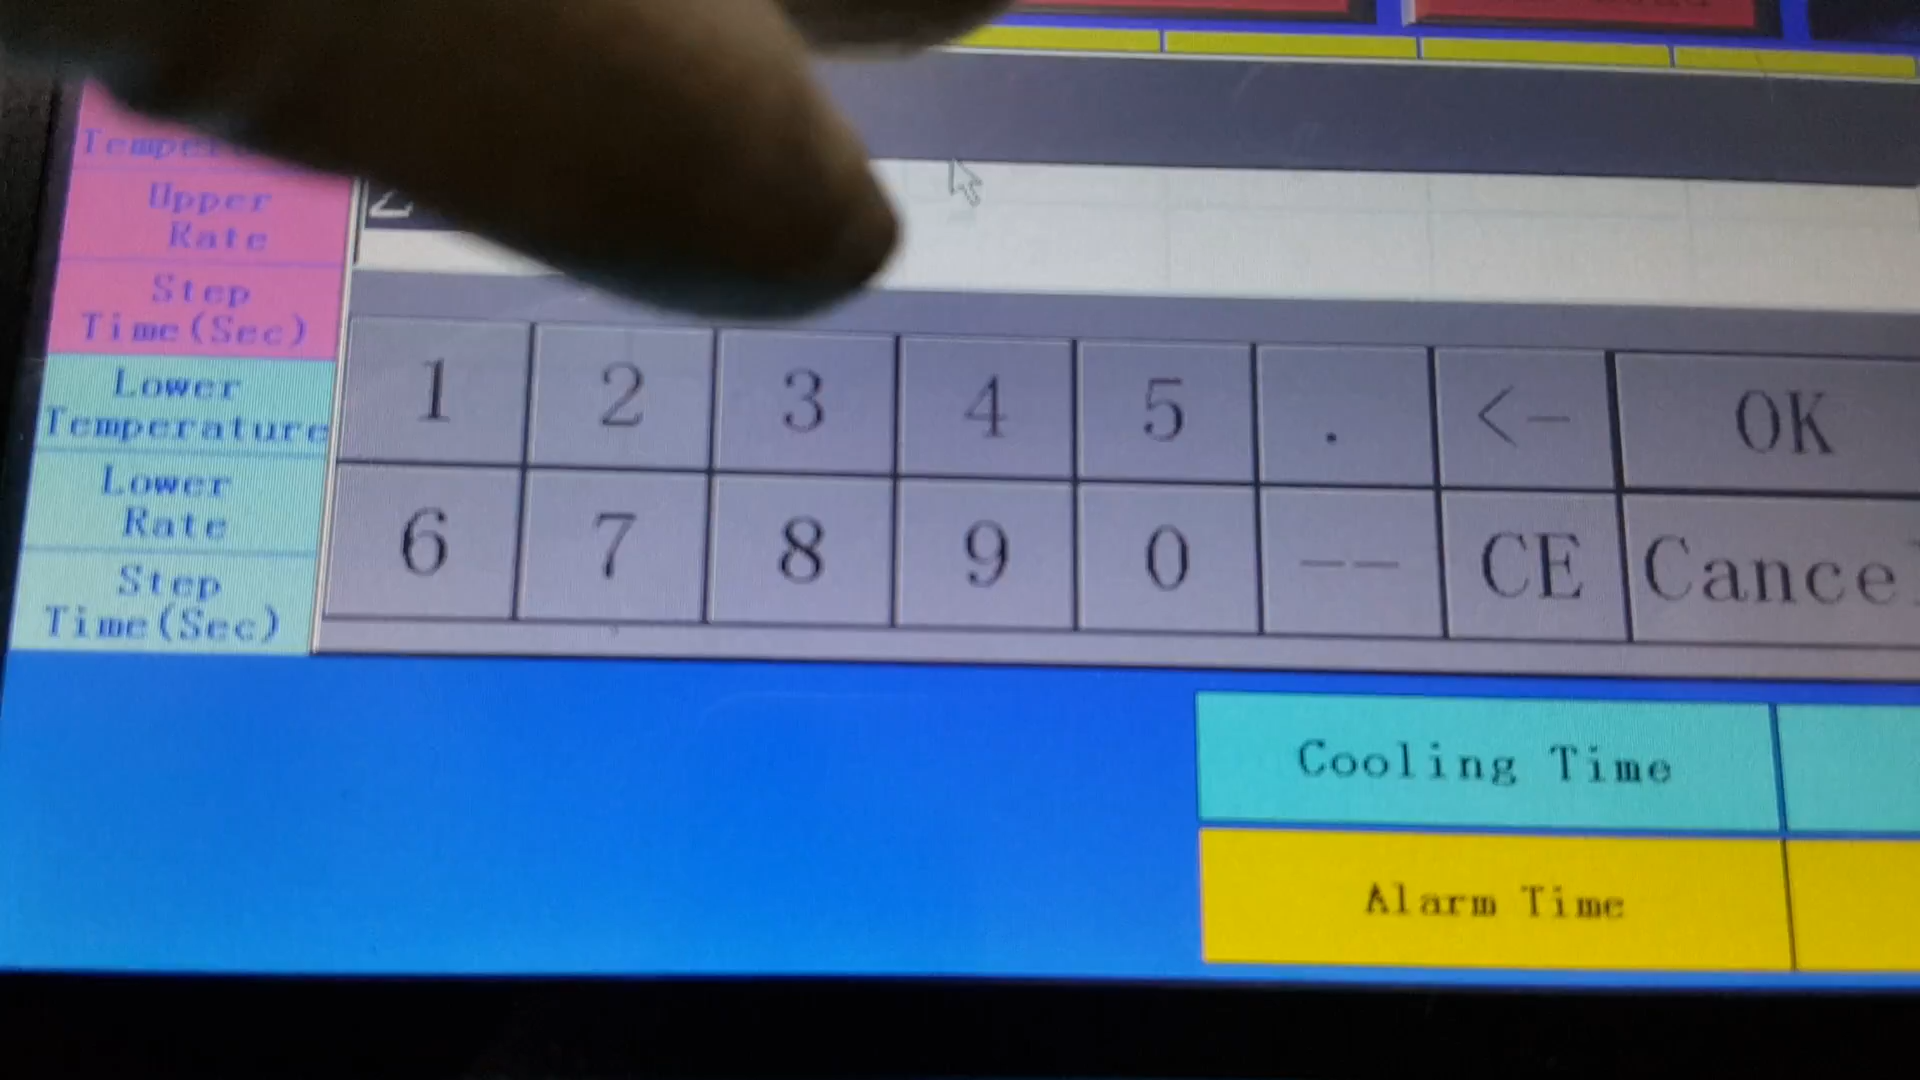 Upper
Rate
Step
Time(Sec)
Lower
Temperature
Lower
Rate
Step
Time(Sec)
1 2 3 4 5 . <- OK
6 7 8 9 0 -- CE Cancel
Cooling Time
Alarm Time